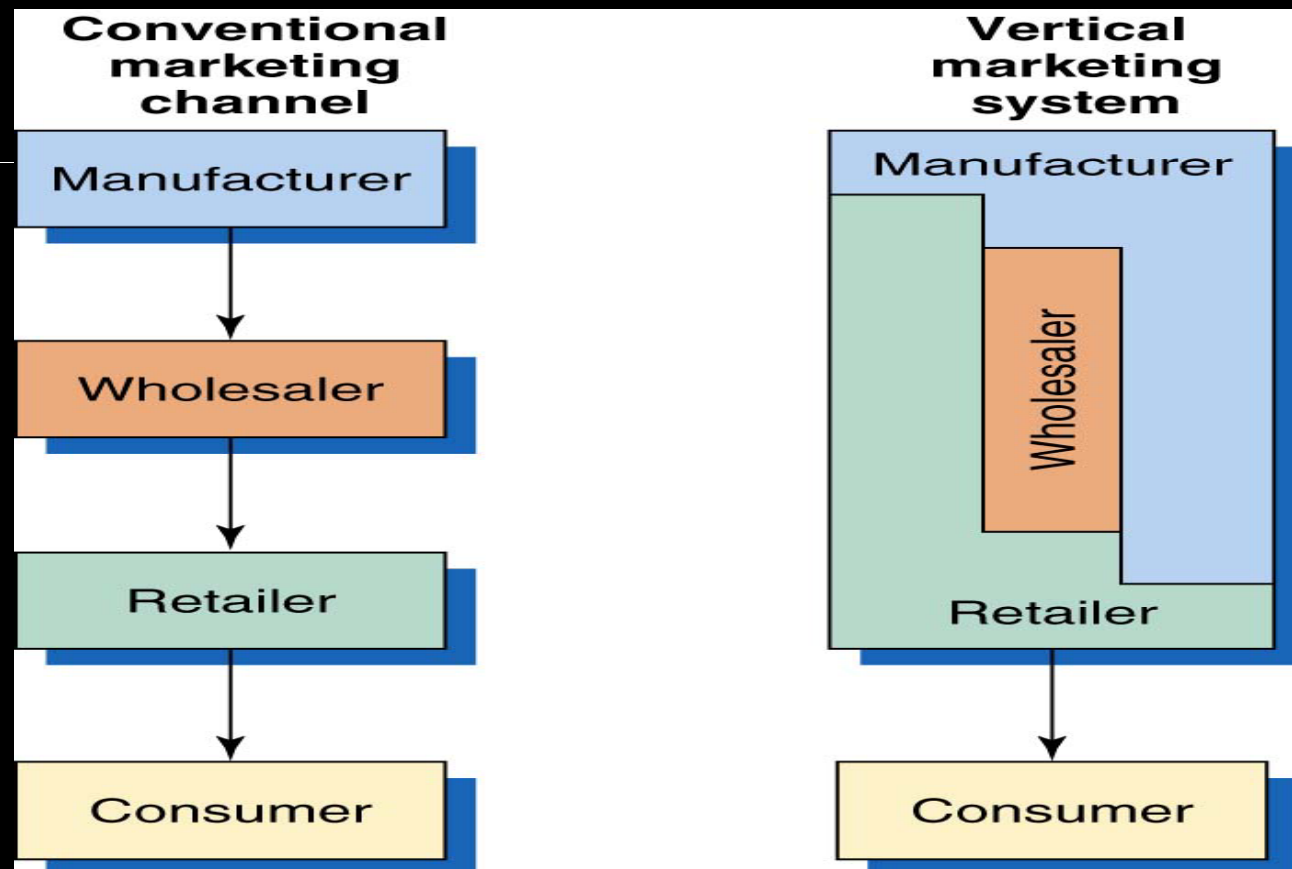 Conventional
marketing
channel
Manufacturer
Wholesaler
Retailer
Consumer
Vertical
marketing
system
Manufacturer
Wholesaler
Retailer
Consumer